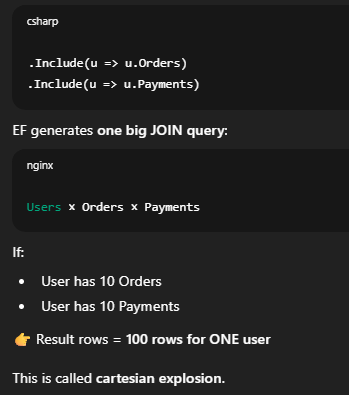 csharp
.Include(u => u.Orders)
.Include(u => u.Payments)
EF generates one big JOIN query:
nginx
Users × Orders × Payments
If:
• User has 10 Orders
• User has 10 Payments
👉 Result rows = 100 rows for ONE user
This is called cartesian explosion.